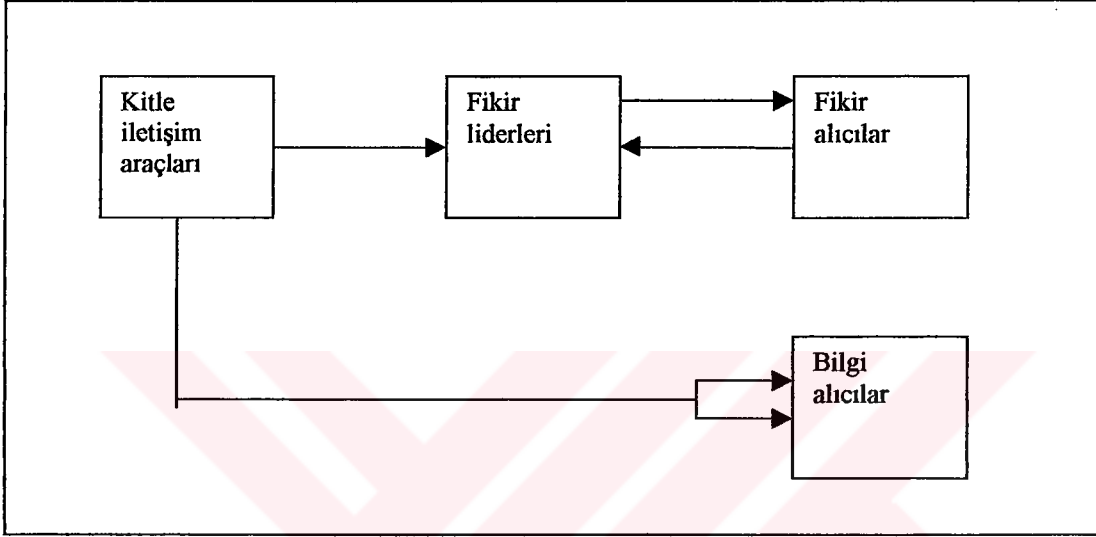 Kitle
iletişim
araçları
Fikir
liderleri
Fikir
alıcılar
Bilgi
alıcılar